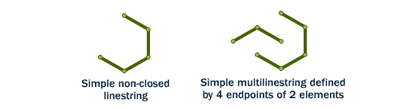 Simple non-closed
linestring
Simple multilinestring defined
by 4 endpoints of 2 elements